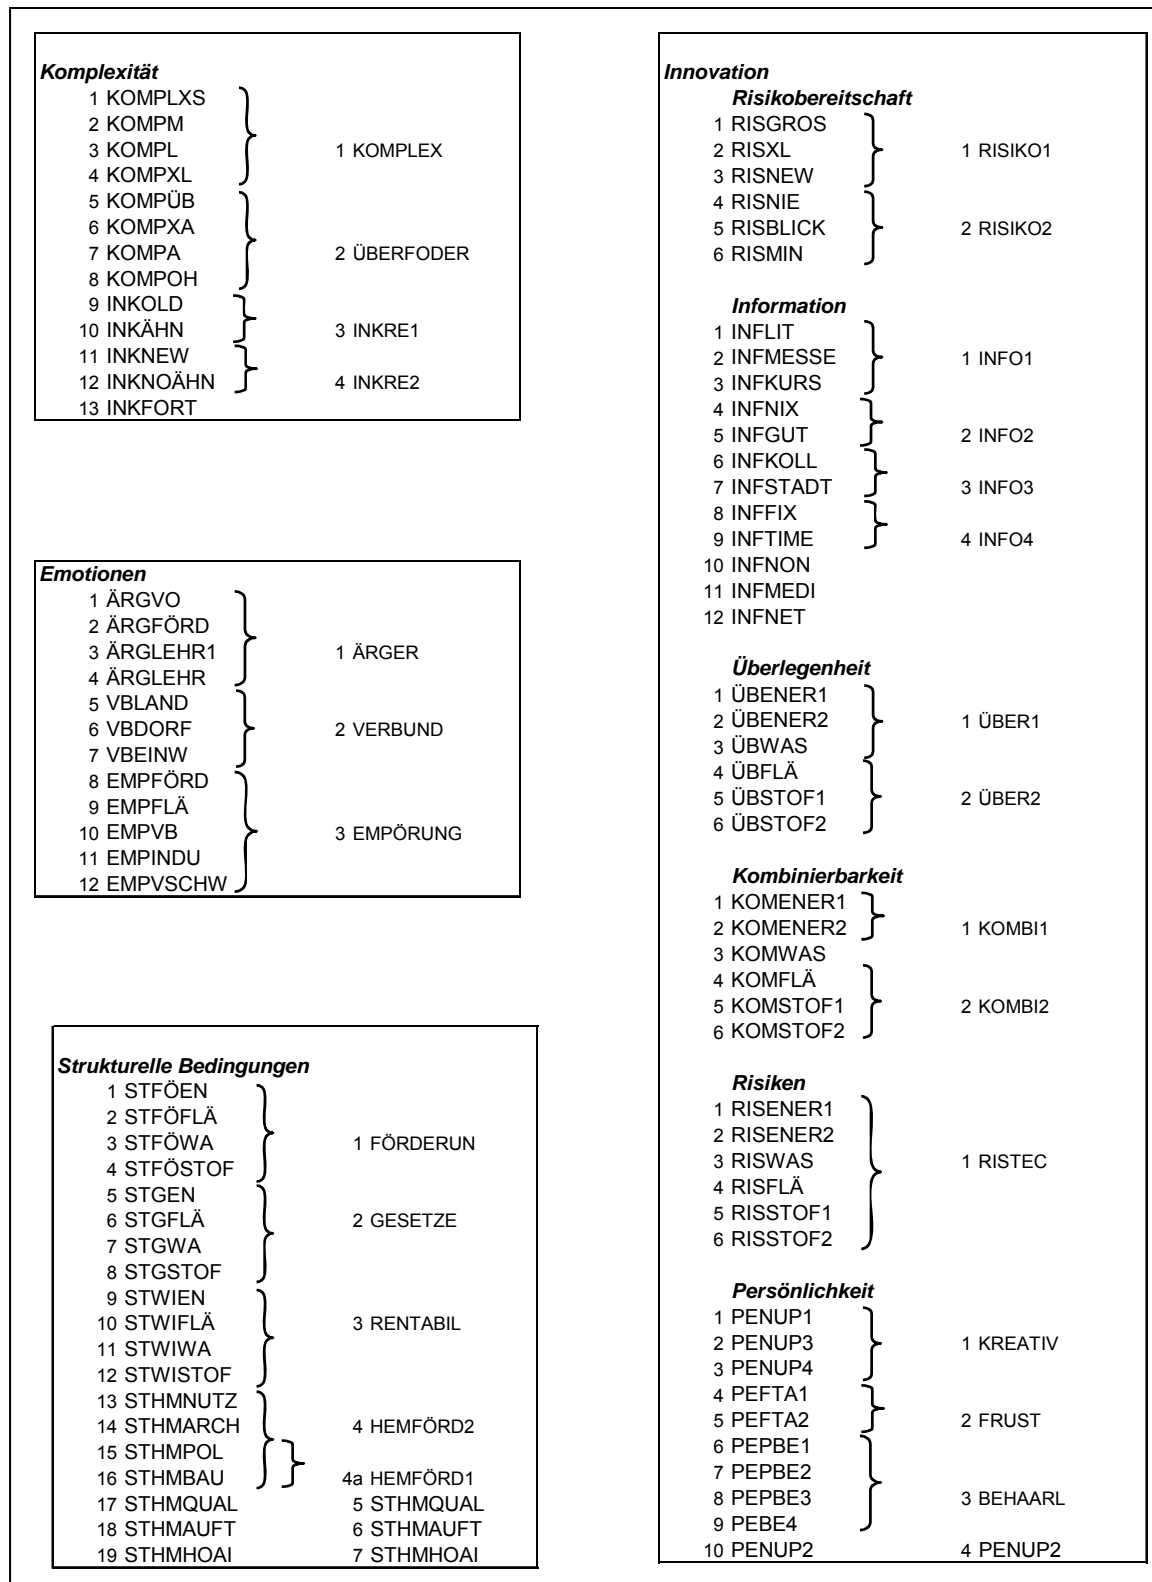 Komplexität
1 KOMPLXS
2 KOMPM
3 KOMPL 1 KOMPLEX
4 KOMPXL
5 KOMPÜB
6 KOMPXA
7 KOMPA 2 ÜBERFODER
8 KOMPOH
9 INKOLD
10 INKÄHN 3 INKRE1
11 INKNEW
12 INKNOÄHN 4 INKRE2
13 INKFORT
Emotionen
1 ÄRGVO
2 ÄRGFÖRD
3 ÄRGLEHR1 1 ÄRGER
4 ÄRGLEHR
5 VBLAND
6 VBDORF 2 VERBUND
7 VBEINW
8 EMPFÖRD
9 EMPFLÄ
10 EMPVB 3 EMPÖRUNG
11 EMPINDU
12 EMPVSCHW
Strukturelle Bedingungen
1 STFÖEN
2 STFÖFLÄ
3 STFÖWA 1 FÖRDERUN
4 STFÖSTOF
5 STGEN
6 STGFLÄ 2 GESETZE
7 STGWA
8 STGSTOF
9 STWIEN
10 STWIFLÄ 3 RENTABIL
11 STWIWA
12 STWISTOF
13 STHMNUTZ
14 STHMARCH 4 HEMFÖRD2
15 STHMPOL
16 STHMBAU 4a HEMFÖRD1
17 STHMQUAL 5 STHMQUAL
18 STHMAUFT 6 STHMAUFT
19 STHMHOAI 7 STHMHOAI
Innovation
Risikobereitschaft
1 RISGROS
2 RISXL 1 RISIKO1
3 RISNEW
4 RISNIE
5 RISBLICK 2 RISIKO2
6 RISMIN
Information
1 INFLIT
2 INFMESSE 1 INFO1
3 INFKURS
4 INFNIX
5 INFGUT 2 INFO2
6 INFKOLL
7 INFSTADT 3 INFO3
8 INFFIX
9 INFTIME 4 INFO4
10 INFNON
11 INFMEDI
12 INFNET
Überlegenheit
1 ÜBENER1
2 ÜBENER2 1 ÜBER1
3 ÜBWAS
4 ÜBFLÄ
5 ÜBSTOF1 2 ÜBER2
6 ÜBSTOF2
Kombinierbarkeit
1 KOMENER1
2 KOMENER2 1 KOMBI1
3 KOMWAS
4 KOMFLÄ
5 KOMSTOF1 2 KOMBI2
6 KOMSTOF2
Risiken
1 RISENER1
2 RISENER2
3 RISWAS 1 RISTEC
4 RISFLÄ
5 RISSTOF1
6 RISSTOF2
Persönlichkeit
1 PENUP1
2 PENUP3 1 KREATIV
3 PENUP4
4 PEFTA1
5 PEFTA2 2 FRUST
6 PEPBE1
7 PEPBE2
8 PEPBE3 3 BEHAARL
9 PEBE4
10 PENUP2 4 PENUP2